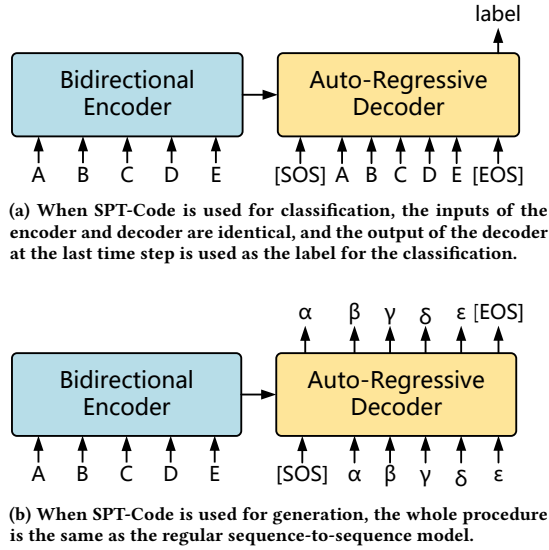 label
Bidirectional Encoder
Auto-Regressive Decoder
A B C D E
[SOS] A B C D E [EOS]
(a) When SPT-Code is used for classification, the inputs of the
encoder and decoder are identical, and the output of the decoder
at the last time step is used as the label for the classification.
α β γ δ ε [EOS]
Bidirectional Encoder
Auto-Regressive Decoder
A B C D E
[SOS] α β γ δ ε
(b) When SPT-Code is used for generation, the whole procedure
is the same as the regular sequence-to-sequence model.